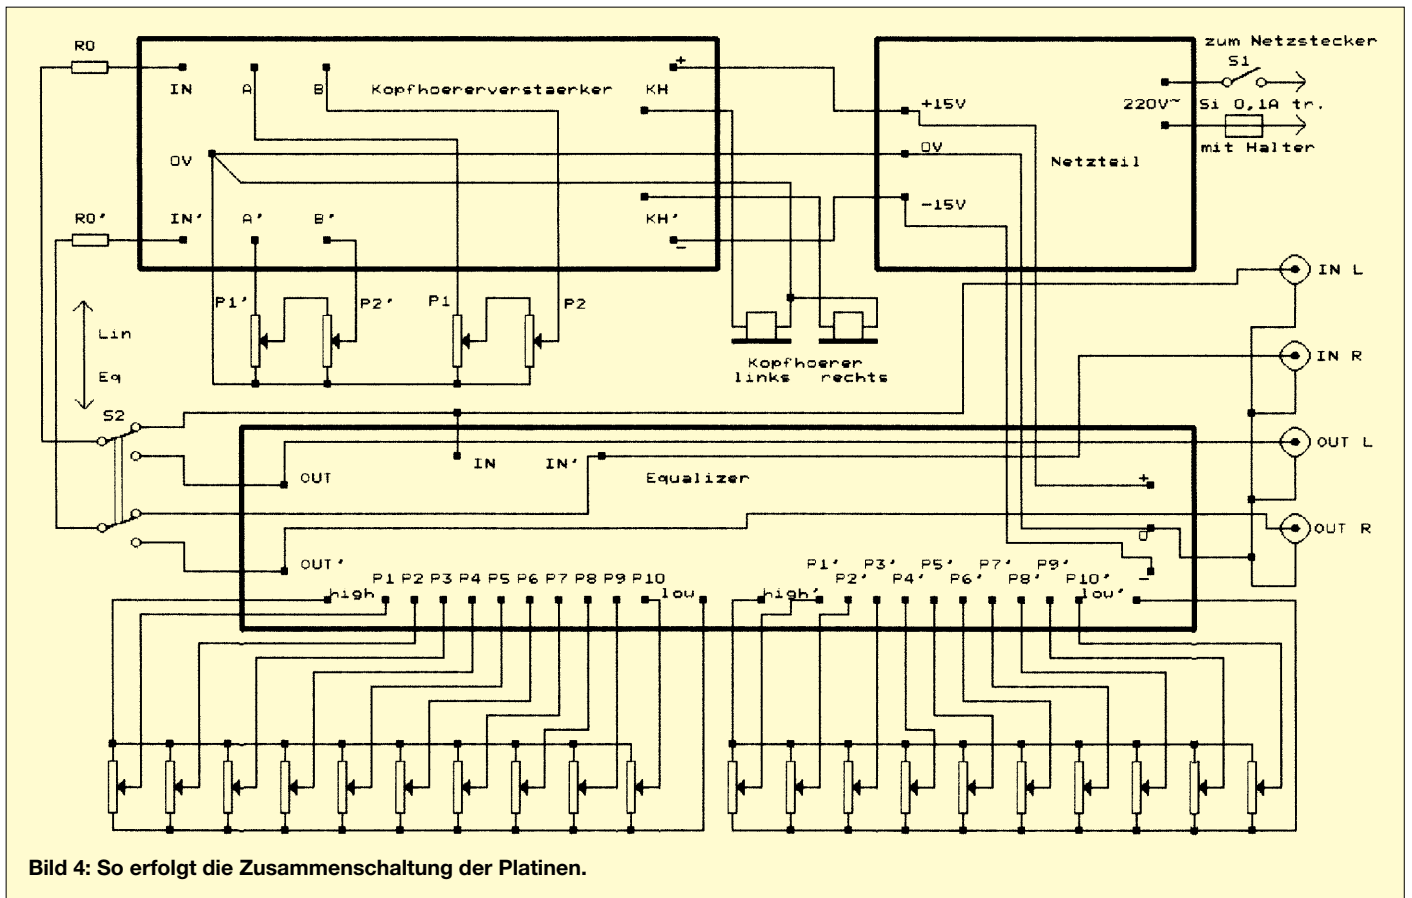 R0
IN
A
B
Kopfhoererverstaerker
+
KH
0V
R0'
IN'
A'
B'
KH'
-
zum Netzstecker
S1
220V~
Si 0,1A tr.
mit Halter
+15V
0V
Netzteil
-15V
IN L
IN R
OUT L
OUT R
P1'
P2'
P1
P2
Lin
Eq
Kopfhoerer
links rechts
S2
OUT
IN
IN'
Equalizer
+
0
-
OUT'
high
P1 P2 P3 P4 P5 P6 P7 P8 P9 P10
low
high'
P1' P3' P5' P7' P9'
P2' P4' P6' P8' P10'
low'
Bild 4: So erfolgt die Zusammenschaltung der Platinen.